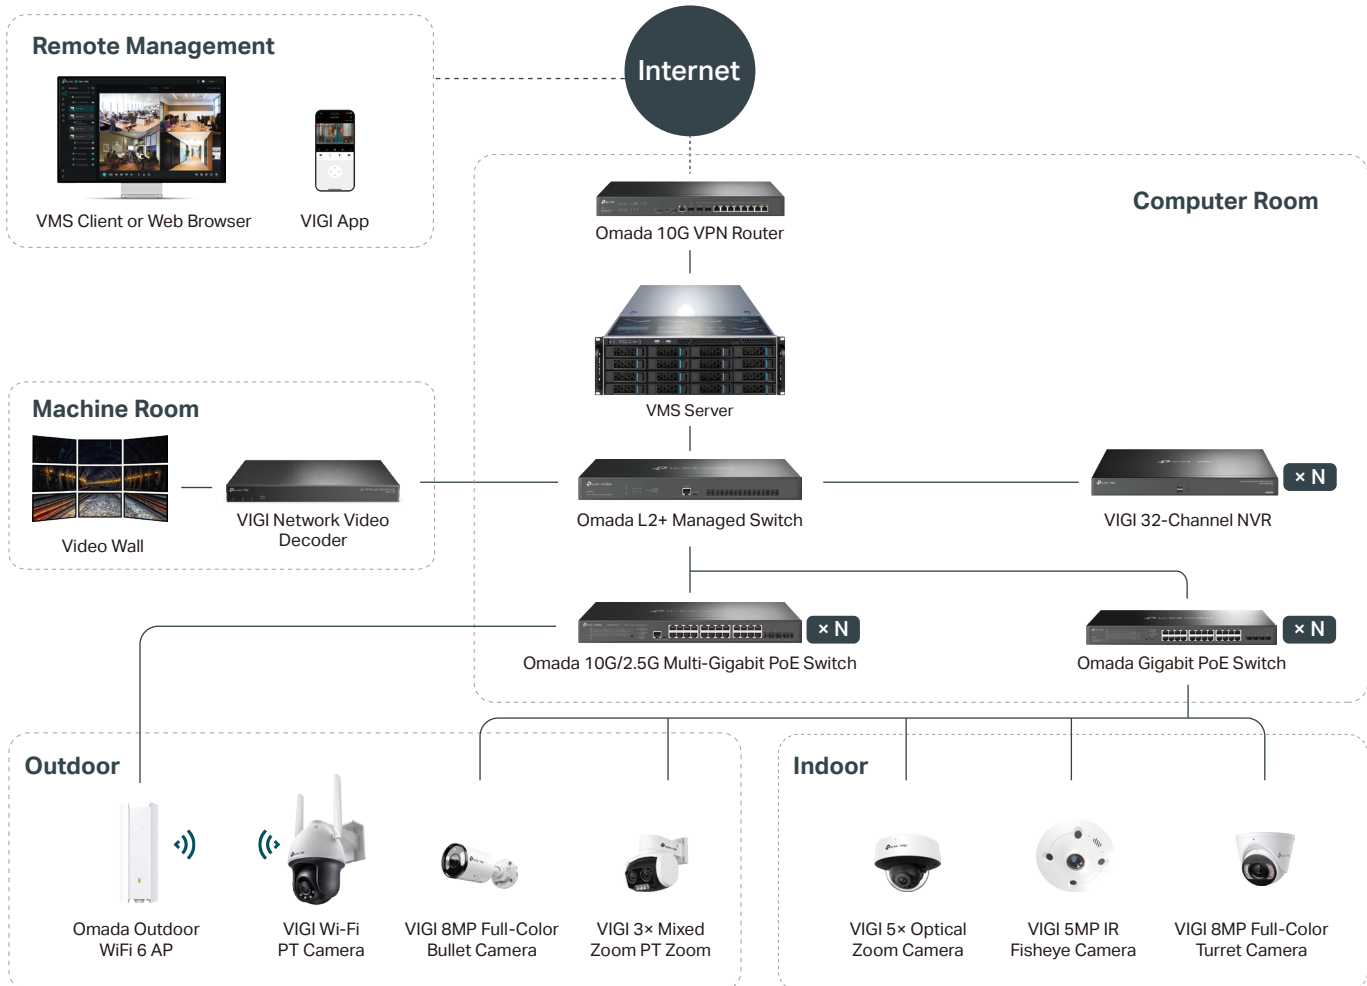 Remote Management
Internet
VMS Client or Web Browser
VIGI App
Computer Room
Omada 10G VPN Router
VMS Server
Machine Room
Video Wall
VIGI Network Video
Decoder
Omada L2+ Managed Switch
VIGI 32-Channel NVR
× N
Omada 10G/2.5G Multi-Gigabit PoE Switch
× N
Omada Gigabit PoE Switch
× N
Outdoor
Omada Outdoor
WiFi 6 AP
VIGI Wi-Fi
PT Camera
VIGI 8MP Full-Color
Bullet Camera
VIGI 3× Mixed
Zoom PT Zoom
Indoor
VIGI 5× Optical
Zoom Camera
VIGI 5MP IR
Fisheye Camera
VIGI 8MP Full-Color
Turret Camera